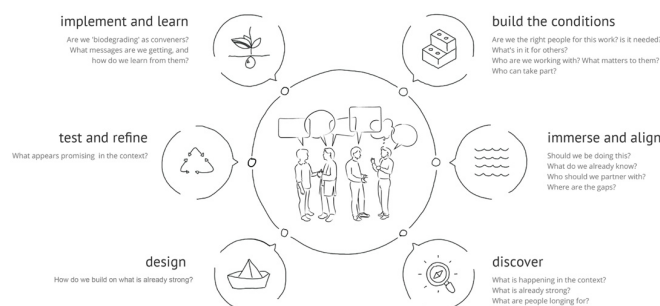 implement and learn
Are we 'biodegrading' as conveners?
What messages are we getting, and
how do we learn from them?
build the conditions
Are we the right people for this work? Is it needed?
What's in it for others?
Who are we working with? What matters to them?
Who can take part?
test and refine
What appears promising in the context?
immerse and align
Should we be doing this?
What do we already know?
Who should we partner with?
Where are the gaps?
design
How do we build on what is already strong?
discover
What is happening in the context?
What is already strong?
What are people longing for?